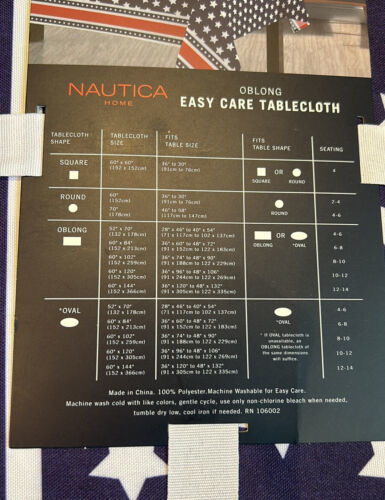 NAUTICA
HOME
OBLONG
EASY CARE TABLECLOTH
TABLECLOTH SHAPE TABLECLOTH SIZE FITS TABLE SIZE FITS TABLE SHAPE SEATING
SQUARE 60" x 60" 36" to 30" OR 4
(152 x 152cm) (91cm to 76cm) SQUARE ROUND
ROUND 60" 36" to 30" 2-4
(152cm) (91cm to 76cm)
70" 46" to 58" ROUND 4-6
(178cm) (117cm to 147cm)
OBLONG 52" x 70" 28" x 46" to 40" x 54" 4-6
(132 x 178cm) (71 x 117cm to 102 x 137cm) OR
60" x 84" 36" x 60" to 48" x 72" OBLONG *OVAL 6-8
(152 x 213cm) (91 x 152cm to 122 x 183cm)
60" x 102" 36" x 74" to 48" x 90" 8-10
(152 x 259cm) (91 x 188cm to 122 x 229cm)
60" x 120" 36" x 96" to 48" x 106" 10-12
(152 x 305cm) (91 x 244cm to 122 x 269cm)
60" x 144" 36" x 120" to 48" x 132" 12-14
(152 x 366cm) (91 x 305cm to 122 x 335cm)
*OVAL 52" x 70" 28" x 46" to 40" x 54" 4-6
(132 x 178cm) (71 x 117cm to 102 x 137cm) *OVAL
60" x 84" 36" x 60" to 48" x 72" 6-8
(152 x 213cm) (91 x 152cm to 122 x 183cm)
60" x 102" 36" x 74" to 48" x 90" * If OVAL tablecloth is 8-10
(152 x 259cm) (91 x 188cm to 122 x 229cm) unavailable, an
60" x 120" 36" x 96" to 48" x 106" OBLONG tablecloth of 10-12
(152 x 305cm) (91 x 244cm to 122 x 269cm) the same dimensions
60" x 144" 36" x 120" to 48" x 132" will suffice. 12-14
(152 x 366cm) (91 x 305cm to 122 x 335cm)
Made in China. 100% Polyester.Machine Washable for Easy Care.
Machine wash cold with like colors, gentle cycle, use only non-chlorine bleach when needed,
tumble dry low, cool iron if needed. RN 106002